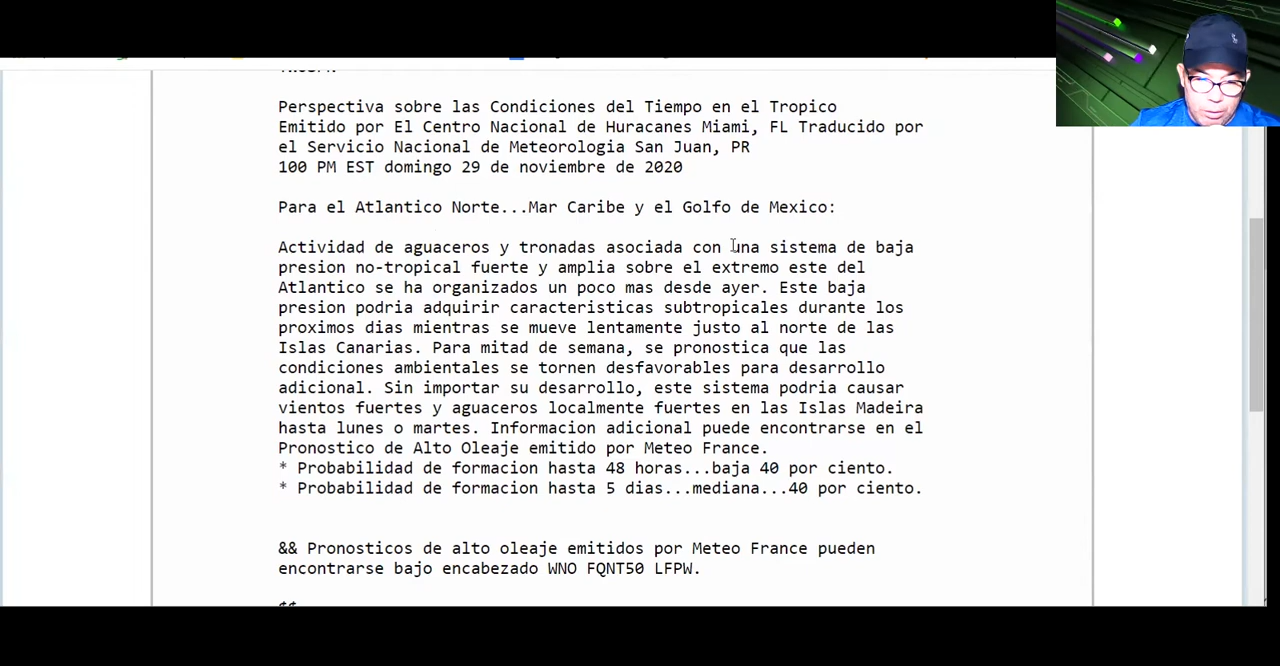 Perspectiva sobre las Condiciones del Tiempo en el Tropico
Emitido por El Centro Nacional de Huracanes Miami, FL Traducido por
el Servicio Nacional de Meteorologia San Juan, PR
100 PM EST domingo 29 de noviembre de 2020
Para el Atlantico Norte...Mar Caribe y el Golfo de Mexico:
Actividad de aguaceros y tronadas asociada con una sistema de baja
presion no-tropical fuerte y amplia sobre el extremo este del
Atlantico se ha organizados un poco mas desde ayer. Este baja
presion podria adquirir caracteristicas subtropicales durante los
proximos dias mientras se mueve lentamente justo al norte de las
Islas Canarias. Para mitad de semana, se pronostica que las
condiciones ambientales se tornen desfavorables para desarrollo
adicional. Sin importar su desarrollo, este sistema podria causar
vientos fuertes y aguaceros localmente fuertes en las Islas Madeira
hasta lunes o martes. Informacion adicional puede encontrarse en el
Pronostico de Alto Oleaje emitido por Meteo France.
* Probabilidad de formacion hasta 48 horas...baja 40 por ciento.
* Probabilidad de formacion hasta 5 dias...mediana...40 por ciento.
&& Pronosticos de alto oleaje emitidos por Meteo France pueden
encontrarse bajo encabezado WNO FQNT50 LFPW.
$$